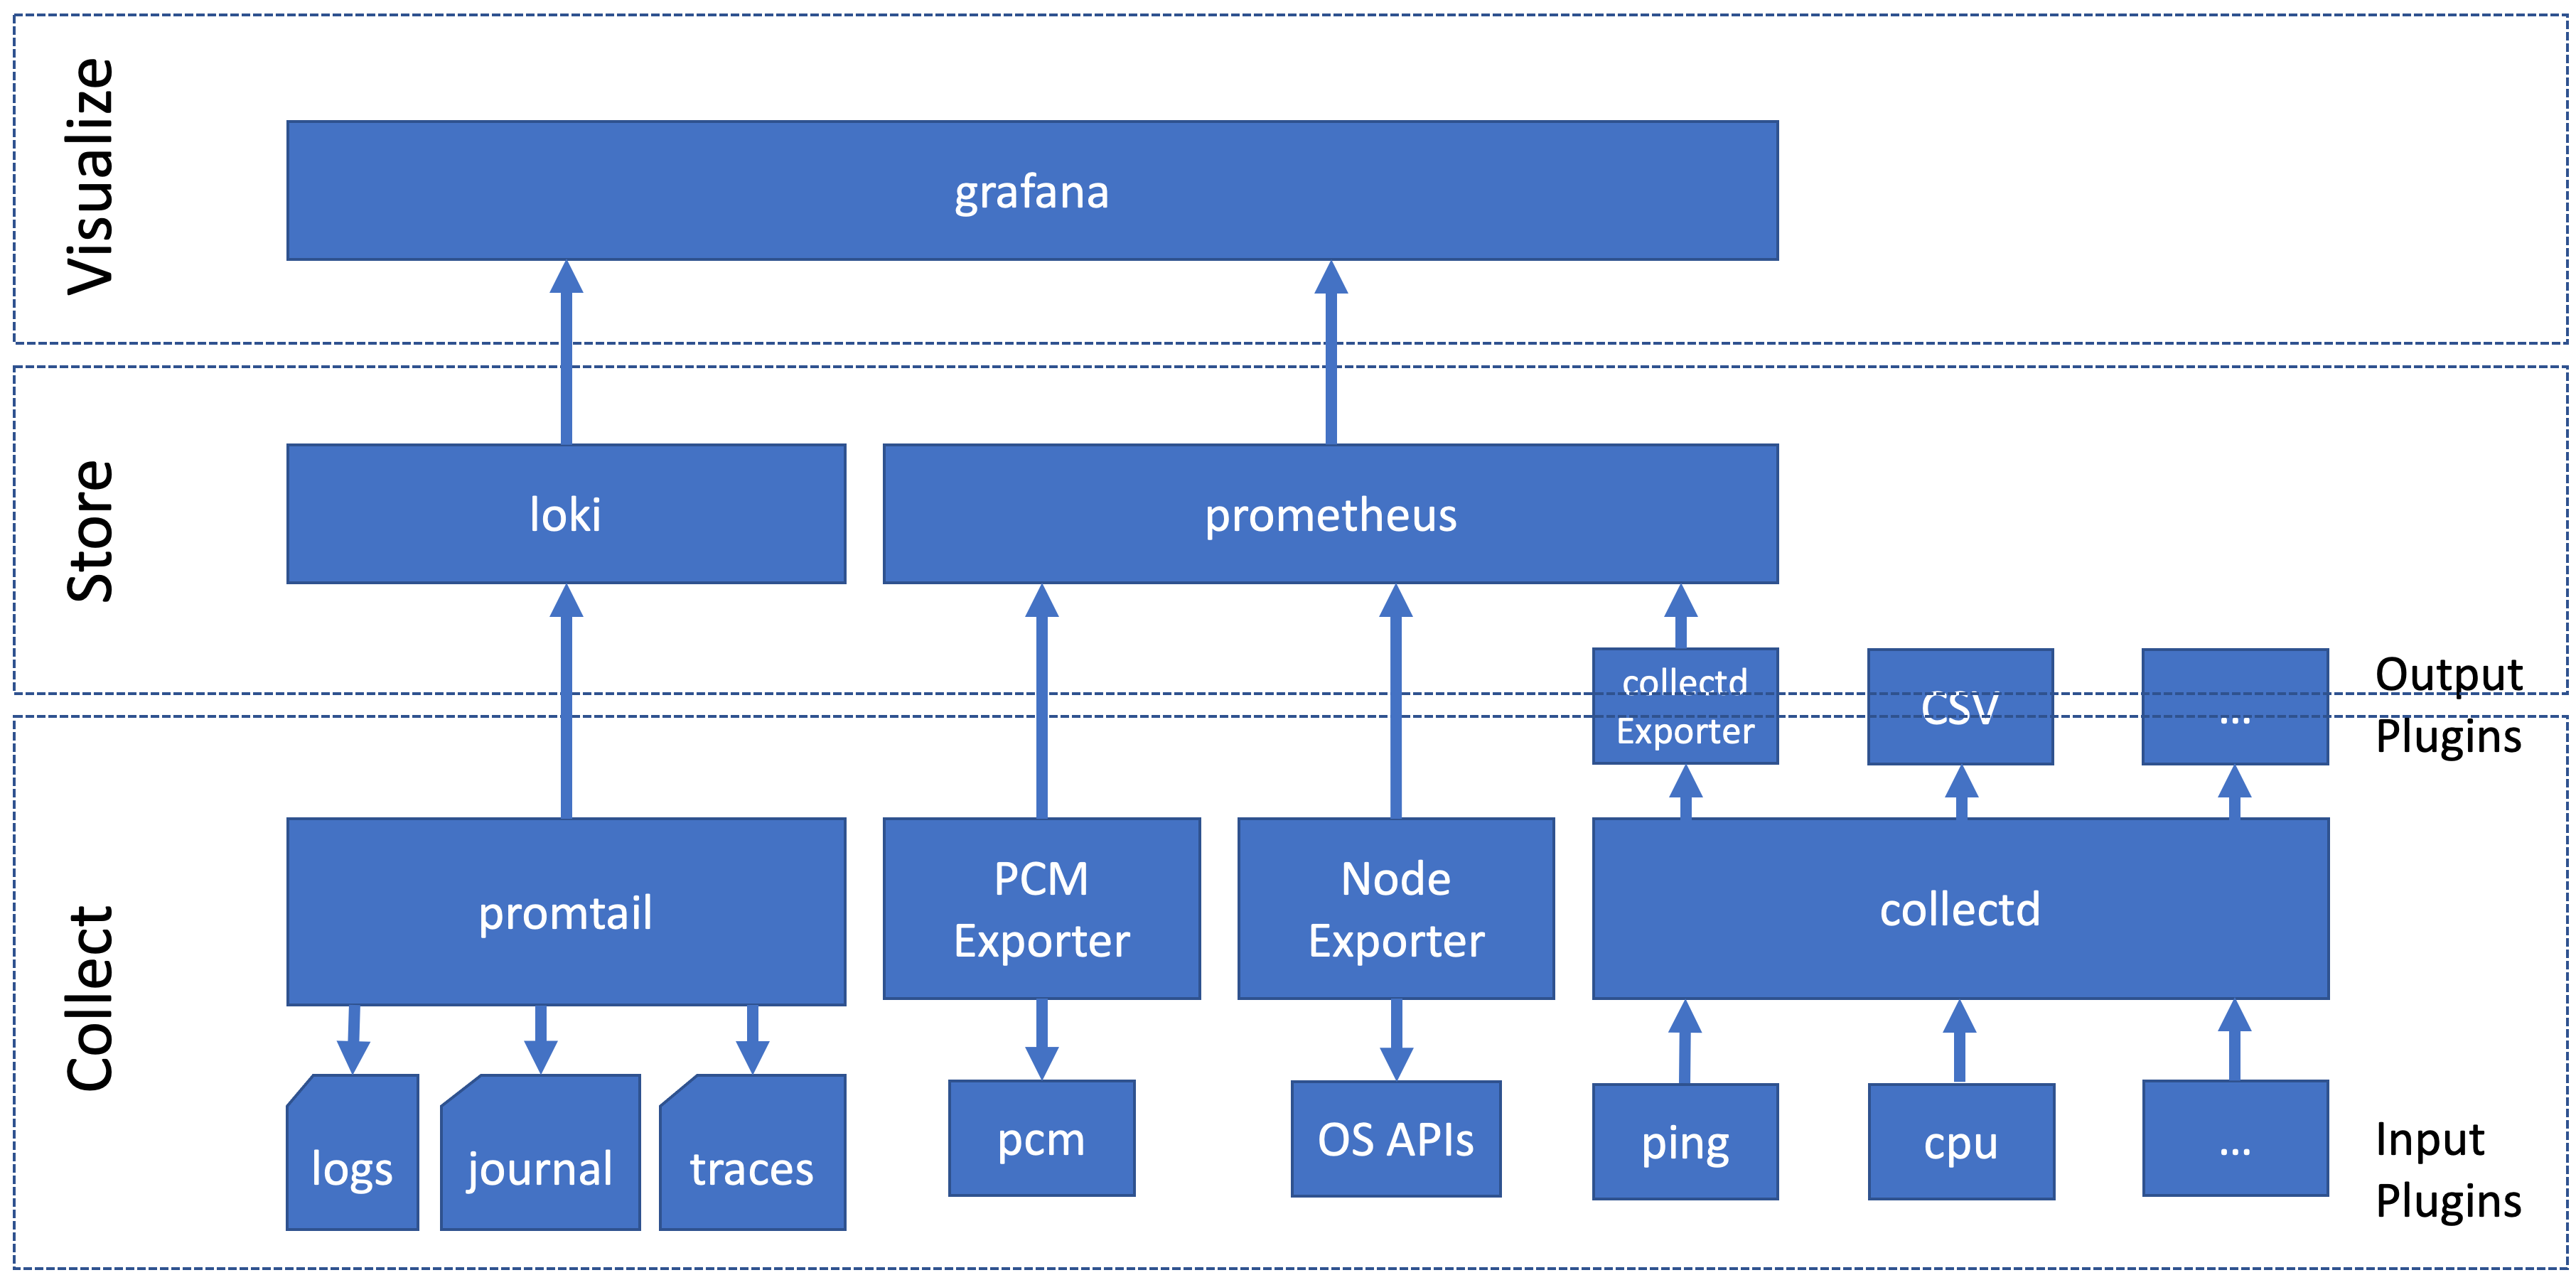 Visualize
grafana
Store
loki
prometheus
collectd
Exporter
CSV
...
Output
Plugins
Collect
promtail
PCM
Exporter
Node
Exporter
collectd
logs
journal
traces
pcm
OS APIs
ping
cpu
...
Input
Plugins